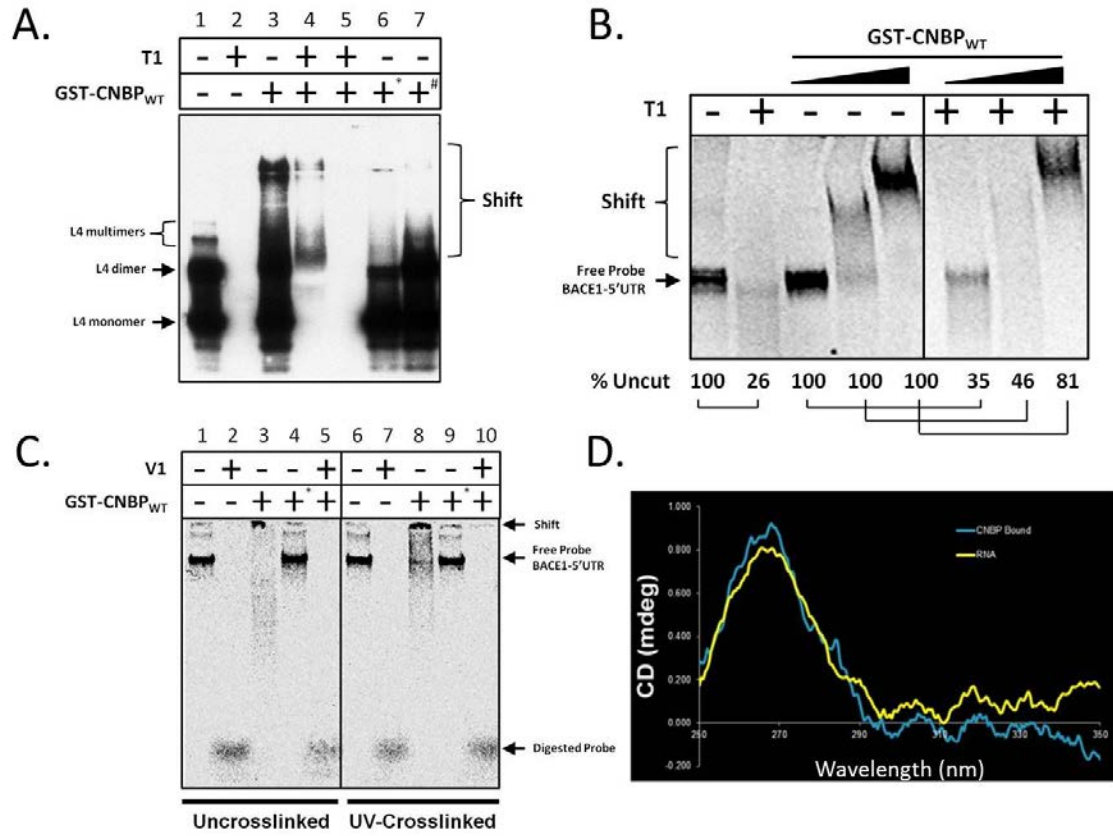 A.
1 2 3 4 5 6 7
T1 - + - + + - -
GST-CNBPWT - - + + + +* +#
Shift
L4 multimers
L4 dimer
L4 monomer
B.
GST-CNBPWT
T1 - + - - - + + +
Shift
Free Probe
BACE1-5'UTR
% Uncut 100 26 100 100 100 35 46 81
C.
1 2 3 4 5 6 7 8 9 10
V1 - + - - + - + - - +
GST-CNBPWT - - + +* + - - + +* +
Shift
Free Probe
BACE1-5'UTR
Digested Probe
Uncrosslinked UV-Crosslinked
D.
1.000
0.800
0.600
0.400
0.200
0.000
-0.200
CD (mdeg)
CNBP Bound
RNA
270 290 310 330 350
Wavelength (nm)